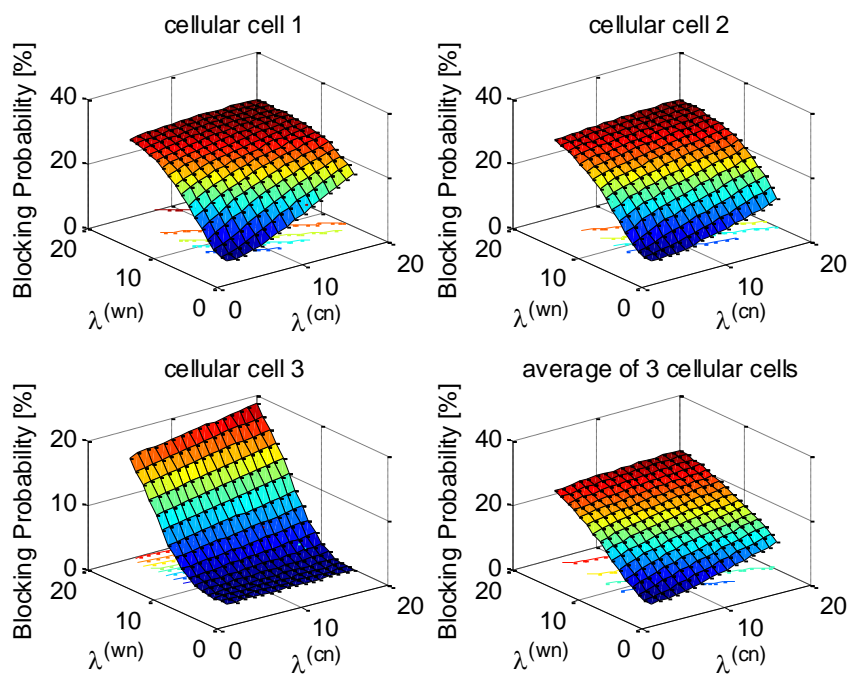 cellular cell 1
Blocking Probability [%]
40
20
0
20
10
0
λ(wn)
0
10
20
λ(cn)
cellular cell 2
Blocking Probability [%]
40
20
0
20
10
0
λ(wn)
0
10
20
λ(cn)
cellular cell 3
Blocking Probability [%]
20
10
0
20
10
0
λ(wn)
0
10
20
λ(cn)
average of 3 cellular cells
Blocking Probability [%]
40
20
0
20
10
0
λ(wn)
0
10
20
λ(cn)